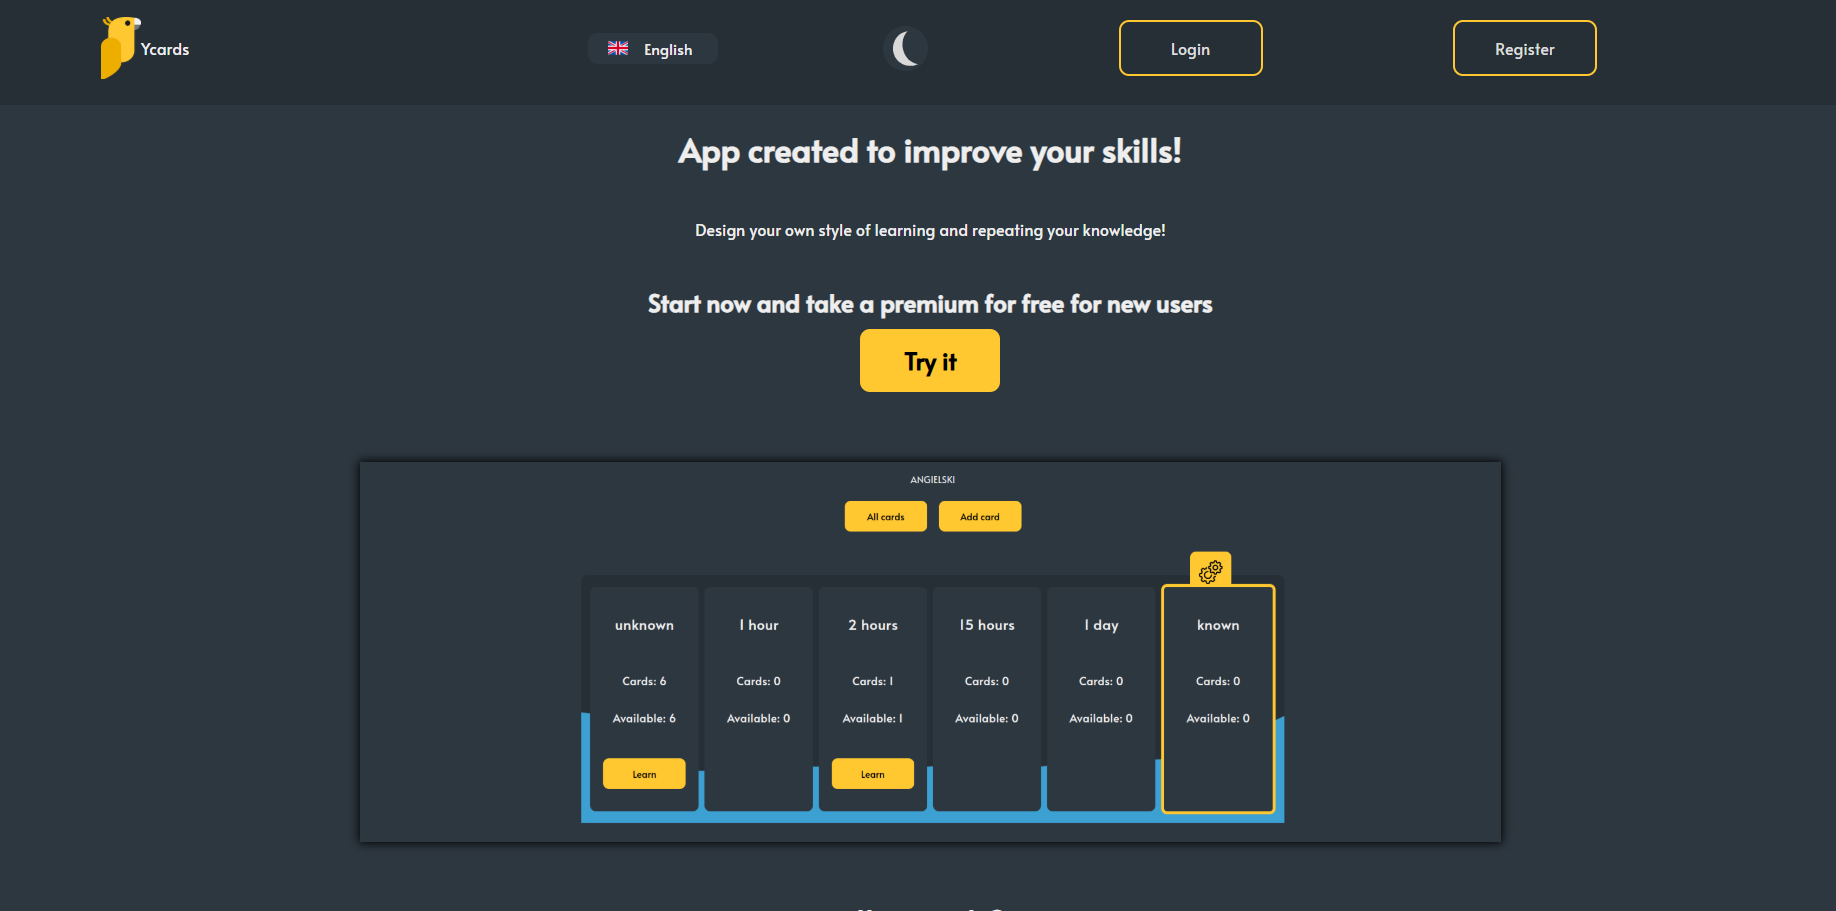 Ycards
English
Login
Register
App created to improve your skills!
Design your own style of learning and repeating your knowledge!
Start now and take a premium for free for new users
Try it
ANGIELSKI
All cards
Add card
unknown
1 hour
2 hours
15 hours
1 day
known
Cards: 6
Cards: 0
Cards: 1
Cards: 0
Cards: 0
Cards: 0
Available: 6
Available: 0
Available: 1
Available: 0
Available: 0
Available: 0
Learn
Learn